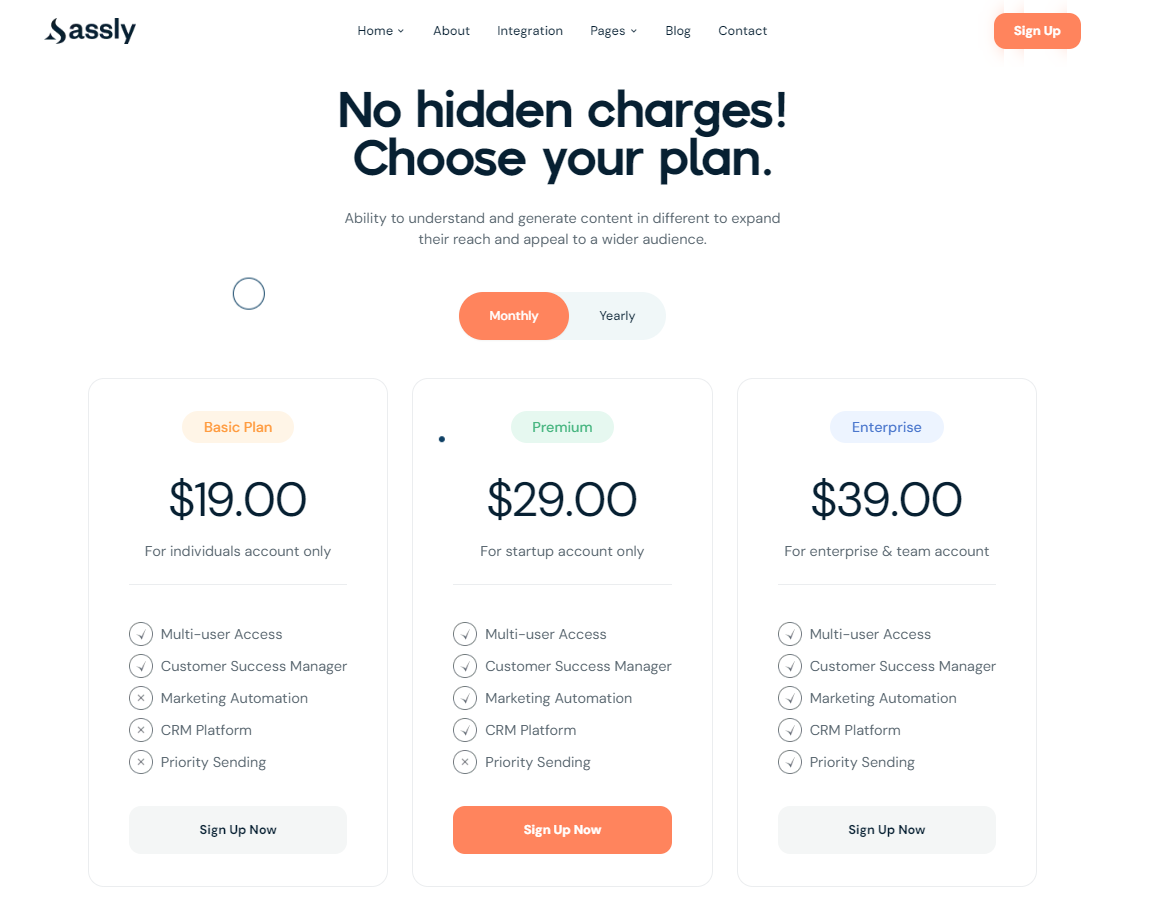 Sassly
Home About Integration Pages Blog Contact
Sign Up
No hidden charges!
Choose your plan.
Ability to understand and generate content in different to expand
their reach and appeal to a wider audience.
Monthly Yearly
Basic Plan
$19.00
For individuals account only
Multi-user Access
Customer Success Manager
Marketing Automation
CRM Platform
Priority Sending
Sign Up Now
Premium
$29.00
For startup account only
Multi-user Access
Customer Success Manager
Marketing Automation
CRM Platform
Priority Sending
Sign Up Now
Enterprise
$39.00
For enterprise & team account
Multi-user Access
Customer Success Manager
Marketing Automation
CRM Platform
Priority Sending
Sign Up Now